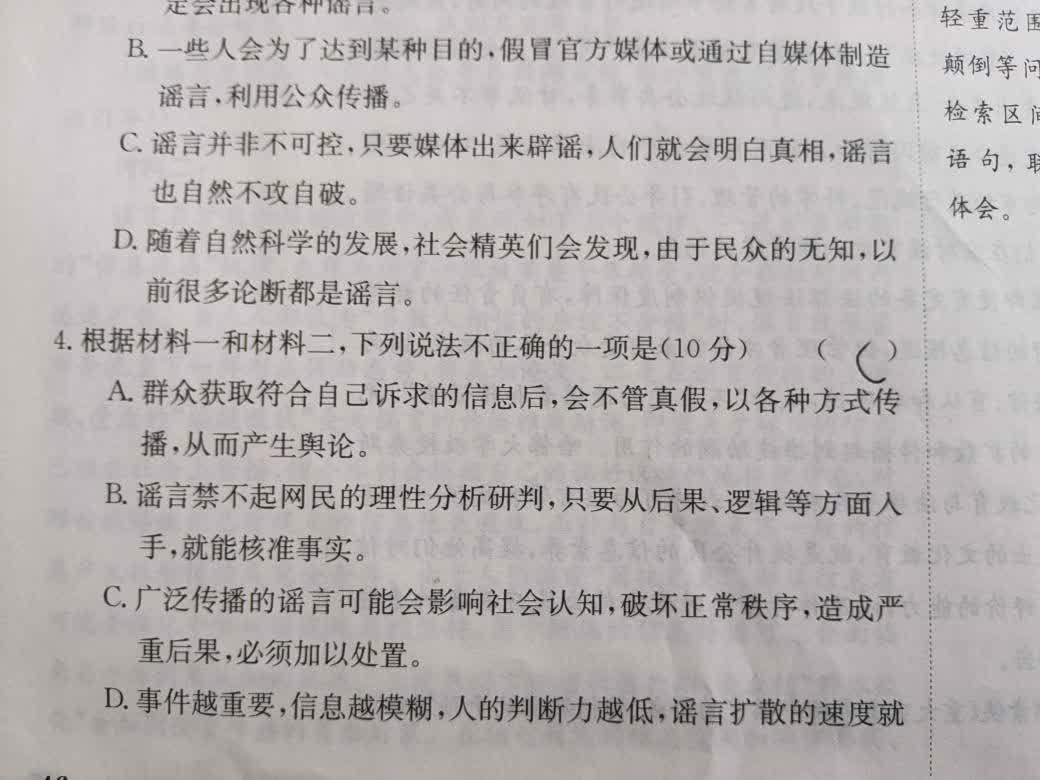 定会出现各种谣言。
B. 一些人会为了达到某种目的,假冒官方媒体或通过自媒体制造
谣言,利用公众传播。
C. 谣言并非不可控,只要媒体出来辟谣,人们就会明白真相,谣言
也自然不攻自破。
D. 随着自然科学的发展,社会精英们会发现,由于民众的无知,以
前很多论断都是谣言。
4. 根据材料一和材料二,下列说法不正确的一项是(10 分) ( C )
A. 群众获取符合自己诉求的信息后,会不管真假,以各种方式传
播,从而产生舆论。
B. 谣言禁不起网民的理性分析研判,只要从后果、逻辑等方面入
手,就能核准事实。
C. 广泛传播的谣言可能会影响社会认知,破坏正常秩序,造成严
重后果,必须加以处置。
D. 事件越重要,信息越模糊,人的判断力越低,谣言扩散的速度就
轻重范围
颠倒等问
检索区间
语句,联
体会。